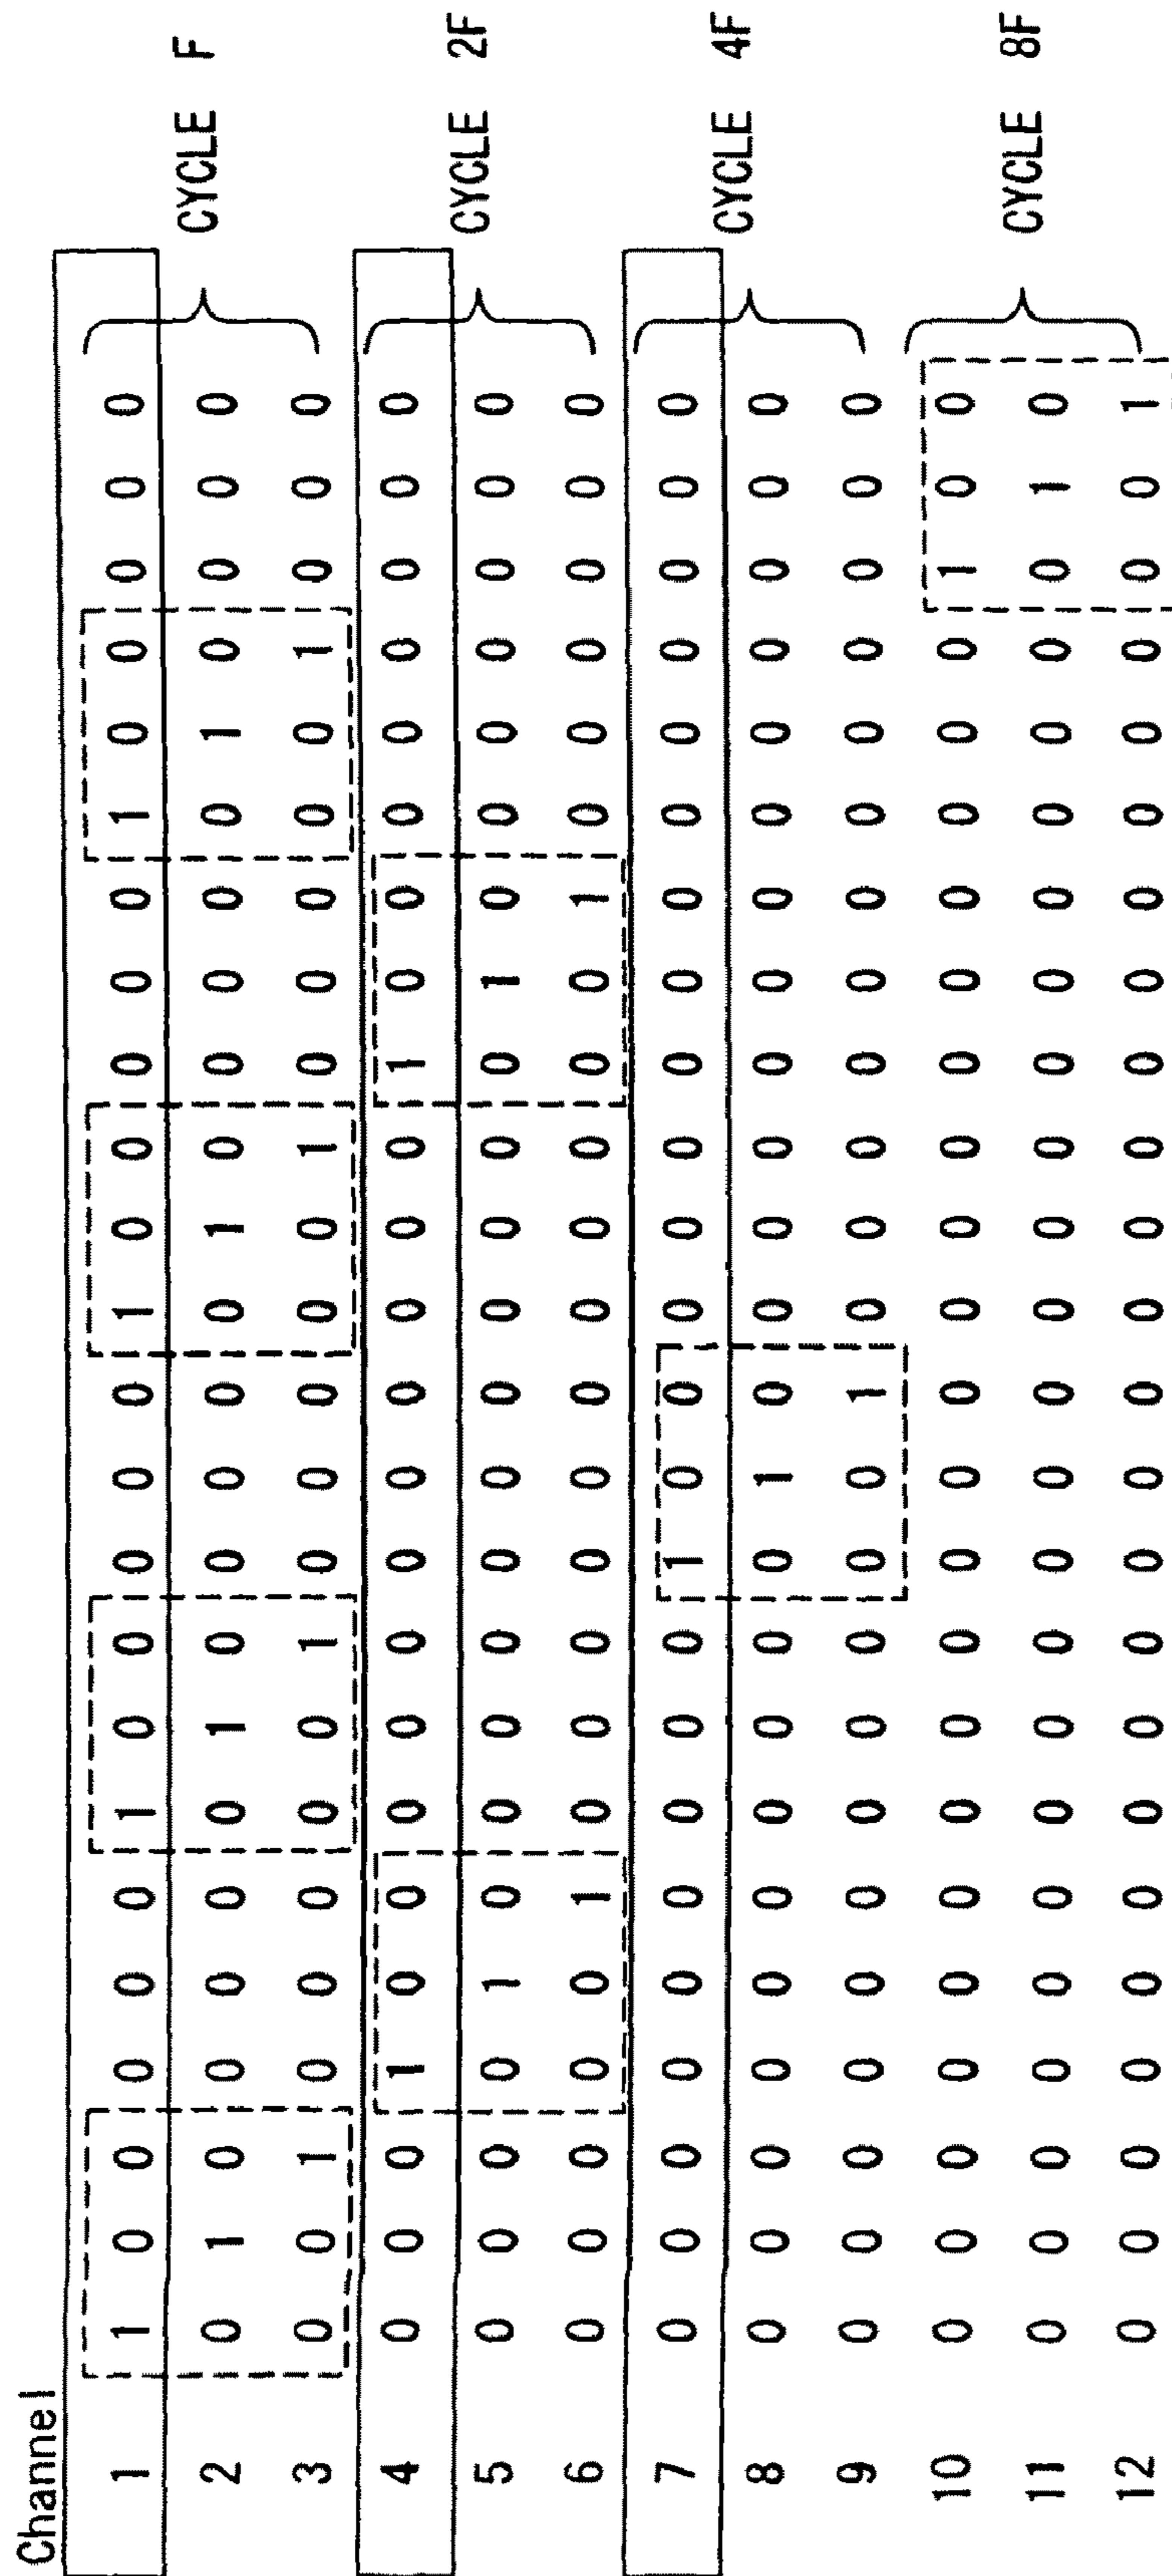 Channel
1 1 0 0 0 0 0 1 0 0 0 0 0 1 0 0 0 0 0 1 0 0 0 0 0
2 0 1 0 0 0 0 0 1 0 0 0 0 0 1 0 0 0 0 0 1 0 0 0 0 CYCLE F
3 0 0 1 0 0 0 0 0 1 0 0 0 0 0 1 0 0 0 0 0 1 0 0 0
4 0 0 0 1 0 0 0 0 0 0 0 0 0 0 0 1 0 0 0 0 0 0 0 0
5 0 0 0 0 1 0 0 0 0 0 0 0 0 0 0 0 1 0 0 0 0 0 0 0 CYCLE 2F
6 0 0 0 0 0 1 0 0 0 0 0 0 0 0 0 0 0 1 0 0 0 0 0 0
7 0 0 0 0 0 0 0 0 0 1 0 0 0 0 0 0 0 0 0 0 0 0 0 0
8 0 0 0 0 0 0 0 0 0 0 1 0 0 0 0 0 0 0 0 0 0 0 0 0 CYCLE 4F
9 0 0 0 0 0 0 0 0 0 0 0 1 0 0 0 0 0 0 0 0 0 0 0 0
10 0 0 0 0 0 0 0 0 0 0 0 0 0 0 0 0 0 0 0 0 0 1 0 0
11 0 0 0 0 0 0 0 0 0 0 0 0 0 0 0 0 0 0 0 0 0 0 1 0 CYCLE 8F
12 0 0 0 0 0 0 0 0 0 0 0 0 0 0 0 0 0 0 0 0 0 0 0 1